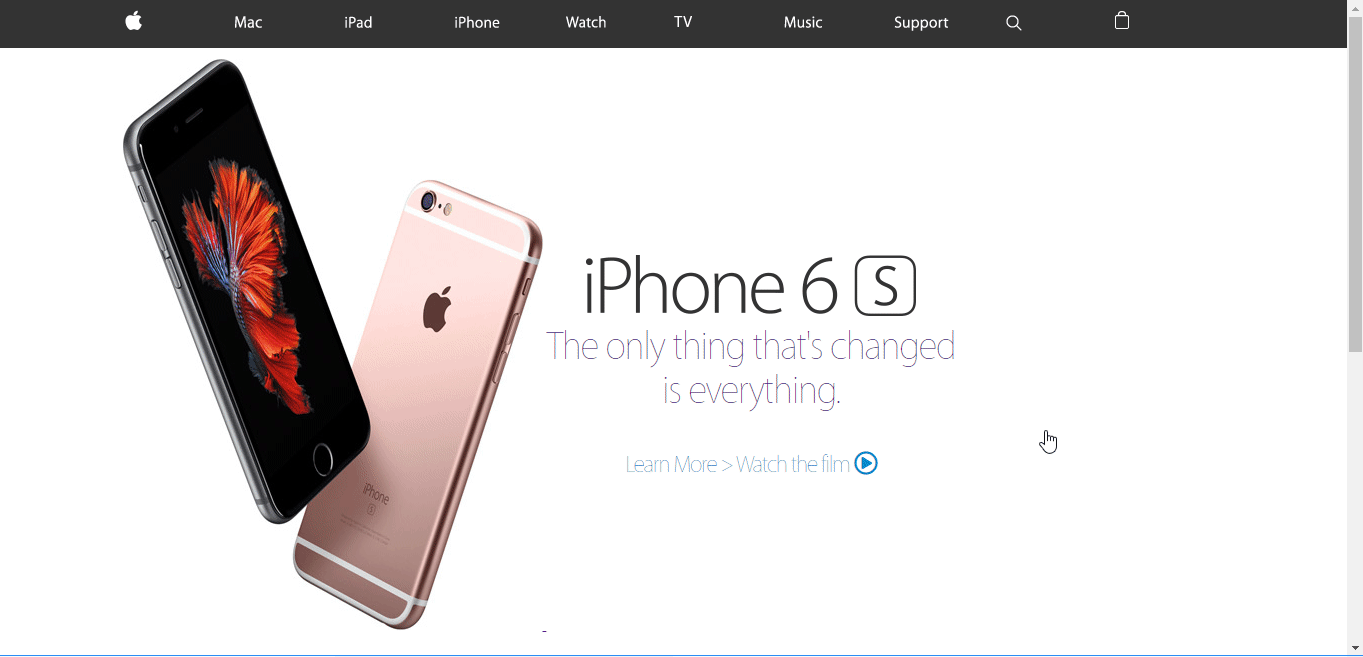 Mac iPad iPhone Watch TV Music Support
iPhone 6 S
The only thing that's changed
is everything.
Learn More > Watch the film
iPhone
S